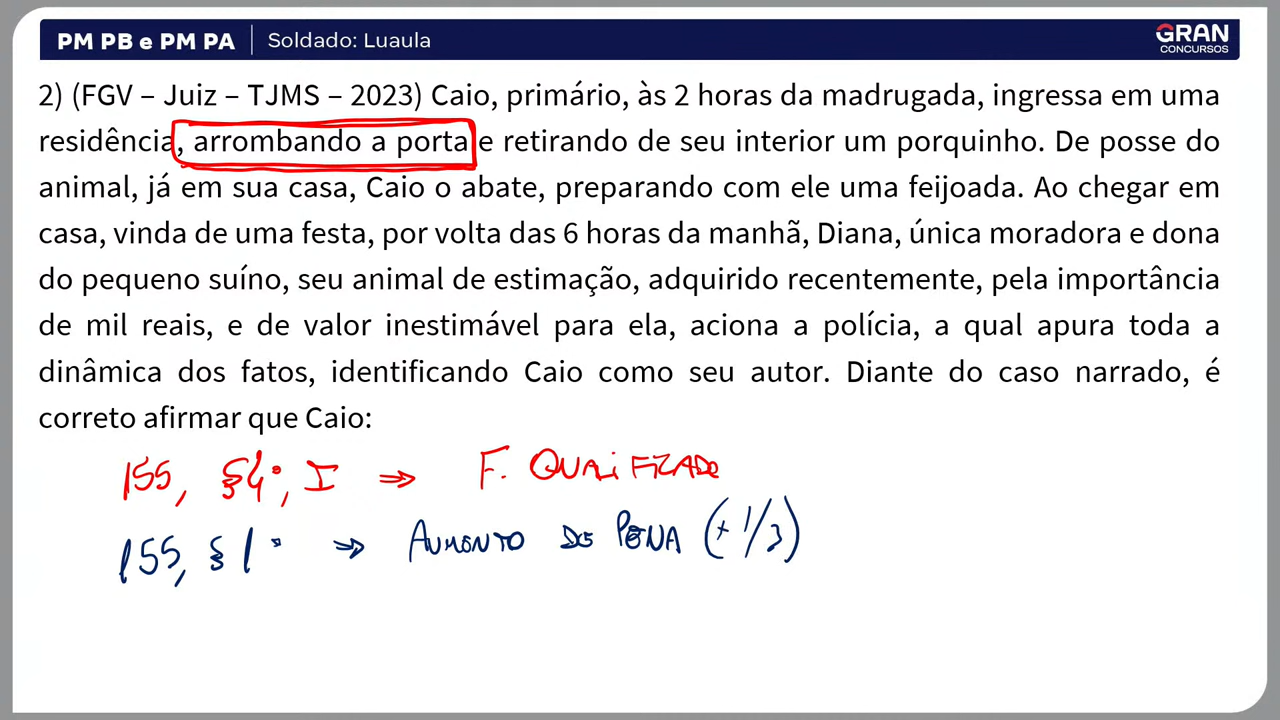 PM PB e PM PA | Soldado: Luaula
GRAN
CONCURSOS
2) (FGV – Juiz – TJMS – 2023) Caio, primário, às 2 horas da madrugada, ingressa em uma
residência, arrombando a porta e retirando de seu interior um porquinho. De posse do
animal, já em sua casa, Caio o abate, preparando com ele uma feijoada. Ao chegar em
casa, vinda de uma festa, por volta das 6 horas da manhã, Diana, única moradora e dona
do pequeno suíno, seu animal de estimação, adquirido recentemente, pela importância
de mil reais, e de valor inestimável para ela, aciona a polícia, a qual apura toda a
dinâmica dos fatos, identificando Caio como seu autor. Diante do caso narrado, é
correto afirmar que Caio:
155, §4°, I ⇒ F. QUALIFICADO
155, §1° ⇒ AUMENTO DE PENA (+ 1/3)